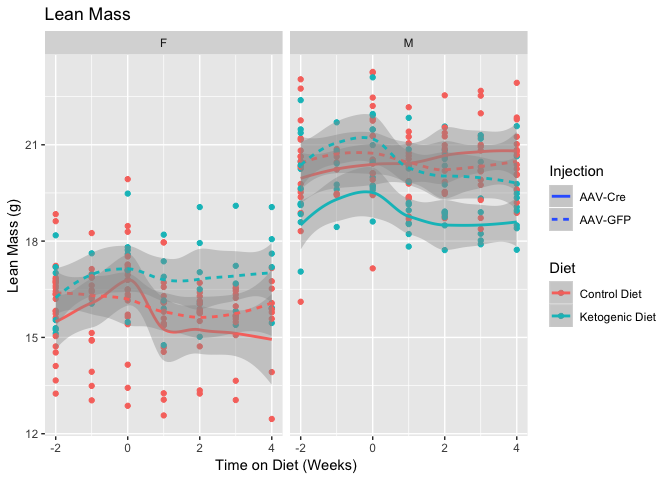 Lean Mass
F
M
Lean Mass (g)
21
18
15
12
-2
0
2
4
-2
0
2
4
Time on Diet (Weeks)
Injection
AAV-Cre
AAV-GFP
Diet
Control Diet
Ketogenic Diet